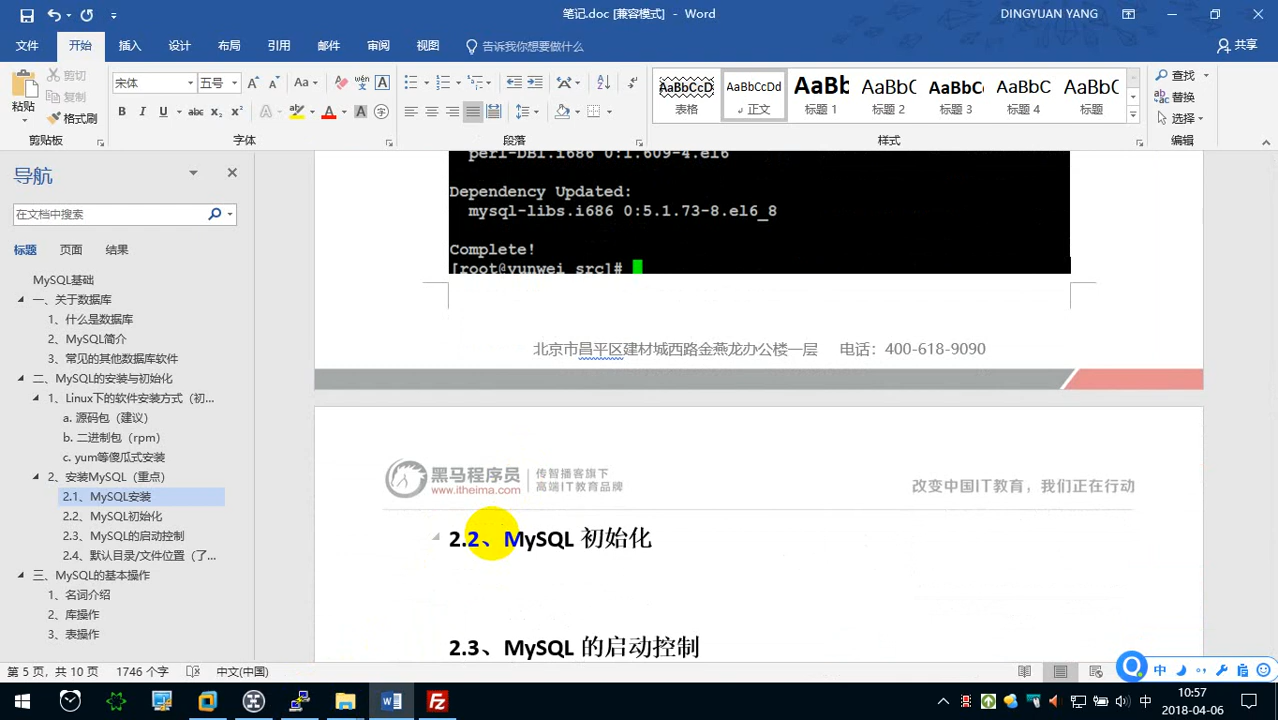 笔记.doc [兼容模式] - Word
DINGYUAN YANG
文件
开始
插入
设计
布局
引用
邮件
审阅
视图
告诉我你想要做什么
共享
粘贴
剪切
复制
格式刷
剪贴板
宋体
五号
字体
段落
AaBbCcD
表格
AaBbCcDd
正文
AaBb
标题 1
AaBbC
标题 2
AaBbC
标题 3
AaBbC
标题 4
AaBbC
标题
样式
查找
替换
选择
编辑
导航
在文档中搜索
标题 页面 结果
MySQL基础
一、关于数据库
1、什么是数据库
2、MySQL简介
3、常见的其他数据库软件
二、MySQL的安装与初始化
1、Linux下的软件安装方式（初...
a. 源码包（建议）
b. 二进制包（rpm）
c. yum等傻瓜式安装
2、安装MySQL（重点）
2.1、MySQL安装
2.2、MySQL初始化
2.3、MySQL的启动控制
2.4、默认目录/文件位置（了...
三、MySQL的基本操作
1、名词介绍
2、库操作
3、表操作
perl-DBI.i686 0:1.609-4.el6
Dependency Updated:
mysql-libs.i686 0:5.1.73-8.el6_8
Complete!
[root@yunwei src]#
北京市昌平区建材城西路金燕龙办公楼一层 电话：400-618-9090
黑马程序员
www.itheima.com
传智播客旗下
高端IT教育品牌
改变中国IT教育，我们正在行动
2.2、MySQL 初始化
2.3、MySQL 的启动控制
第 5 页，共 10 页 1746 个字 中文(中国)
中
中
10:57
2018-04-06